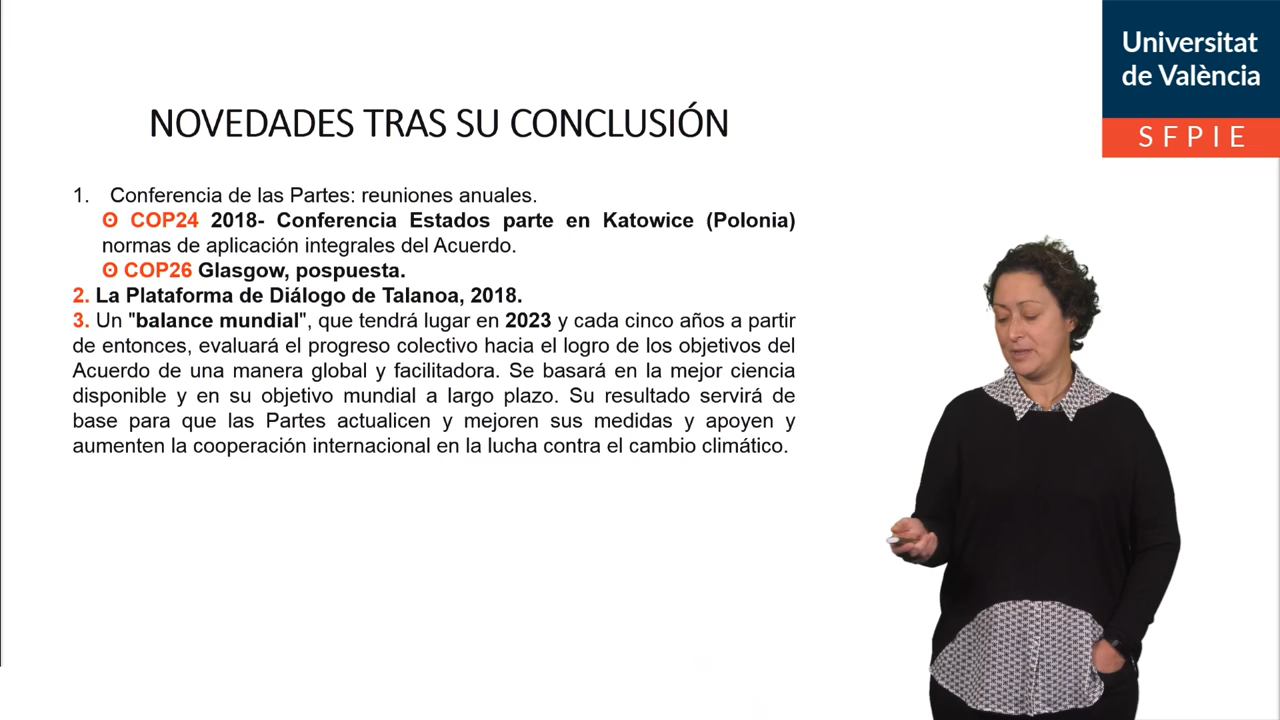 Universitat
de València
SFPIE
NOVEDADES TRAS SU CONCLUSIÓN
1. Conferencia de las Partes: reuniones anuales.
ʘ COP24 2018- Conferencia Estados parte en Katowice (Polonia)
normas de aplicación integrales del Acuerdo.
ʘ COP26 Glasgow, pospuesta.
2. La Plataforma de Diálogo de Talanoa, 2018.
3. Un "balance mundial", que tendrá lugar en 2023 y cada cinco años a partir
de entonces, evaluará el progreso colectivo hacia el logro de los objetivos del
Acuerdo de una manera global y facilitadora. Se basará en la mejor ciencia
disponible y en su objetivo mundial a largo plazo. Su resultado servirá de
base para que las Partes actualicen y mejoren sus medidas y apoyen y
aumenten la cooperación internacional en la lucha contra el cambio climático.